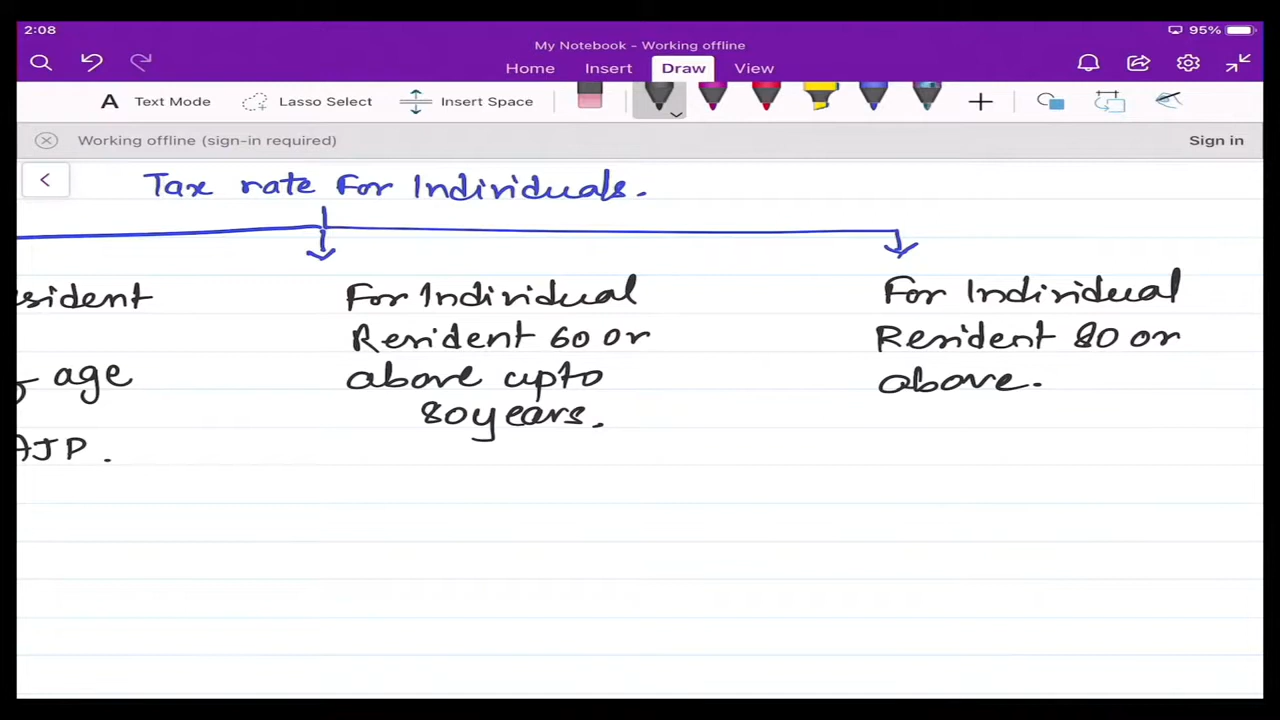 2:08
95%
My Notebook - Working offline
Home Insert Draw View
Text Mode Lasso Select Insert Space
Working offline (sign-in required) Sign in
Tax rate For Individuals.
sident
age
AJP.
For Individual
Resident 60 or
above upto
80 years.
For Individual
Resident 80 or
above.